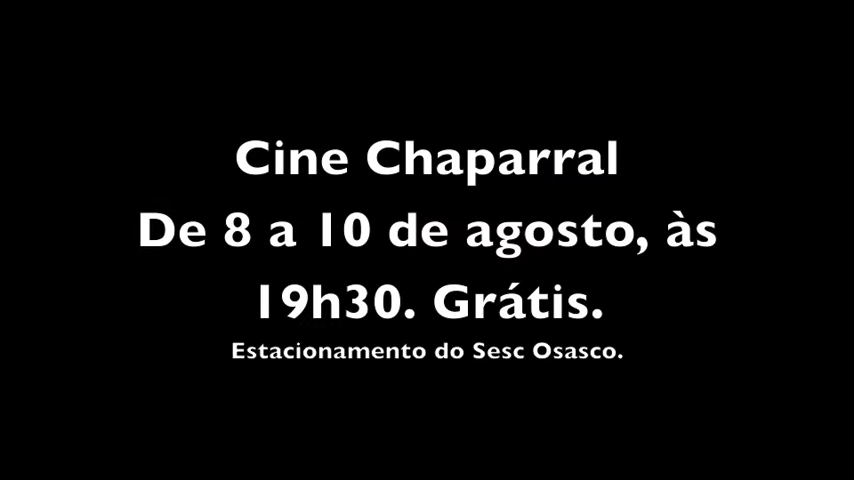 Cine Chaparral
De 8 a 10 de agosto, às
19h30. Grátis.
Estacionamento do Sesc Osasco.